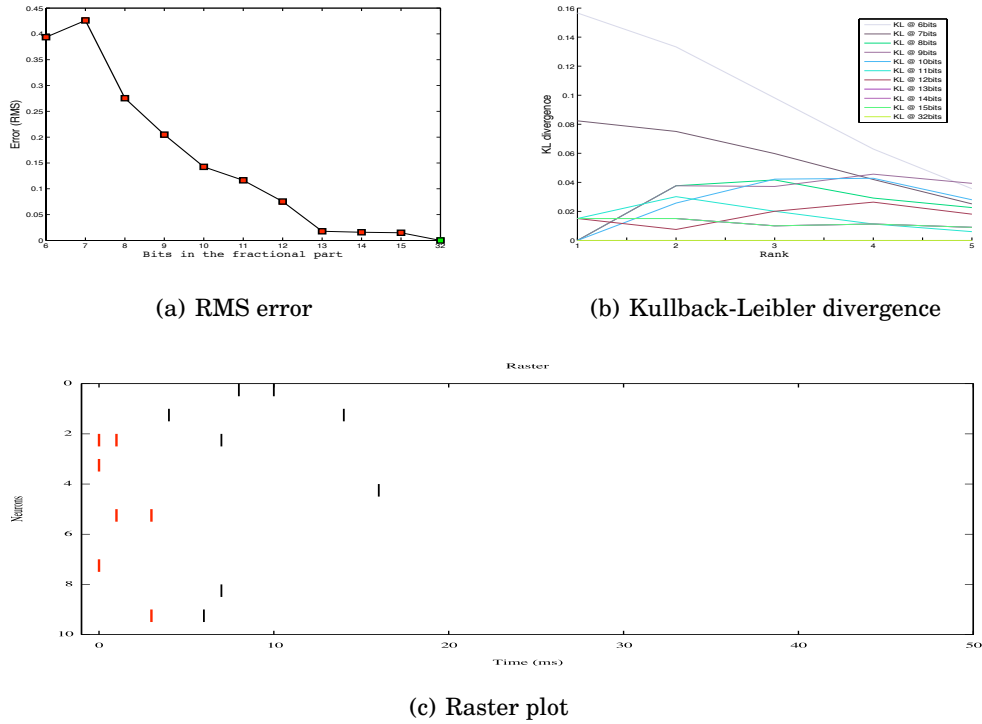 0.45
0.4
0.35
0.3
0.25
0.2
0.15
0.1
0.05
0
Error (RMS)
6 7 8 9 10 11 12 13 14 15 32
Bits in the fractional part
(a) RMS error
0.16
0.14
0.12
0.1
0.08
0.06
0.04
0.02
0
KL divergence
KL @ 6bits
KL @ 7bits
KL @ 8bits
KL @ 9bits
KL @ 10bits
KL @ 11bits
KL @ 12bits
KL @ 13bits
KL @ 14bits
KL @ 15bits
KL @ 32bits
1 2 3 4 5
Rank
(b) Kullback-Leibler divergence
Raster
0
2
4
6
8
10
Neurons
0 10 20 30 40 50
Time (ms)
(c) Raster plot